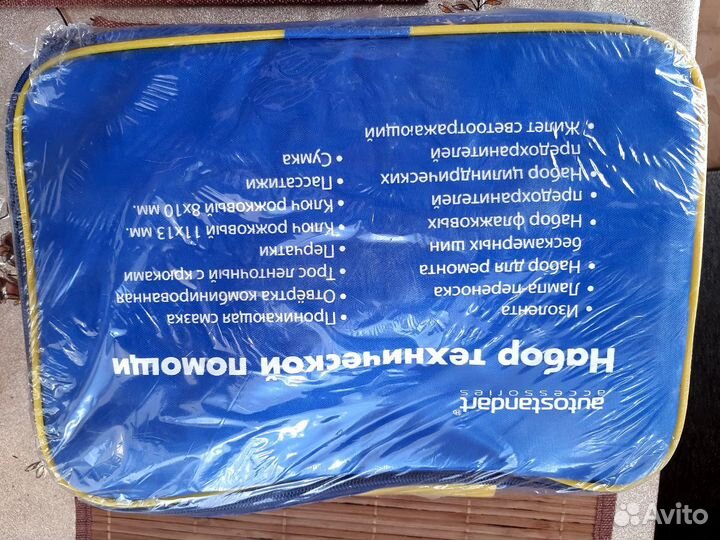 autostandart®
accessories
Набор технической помощи
• Изолента
• Лампа-переноска
• Набор для ремонта
бескамерных шин
• Набор флажковых
предохранителей
• Набор цилиндрических
предохранителей
• Жилет светоотражающий
• Проникающая смазка
• Отвёртка комбинированная
• Трос ленточный с крюками
• Перчатки
• Ключ рожковый 11х13 мм.
• Ключ рожковый 8х10 мм.
• Пассатижи
• Сумка
Avito